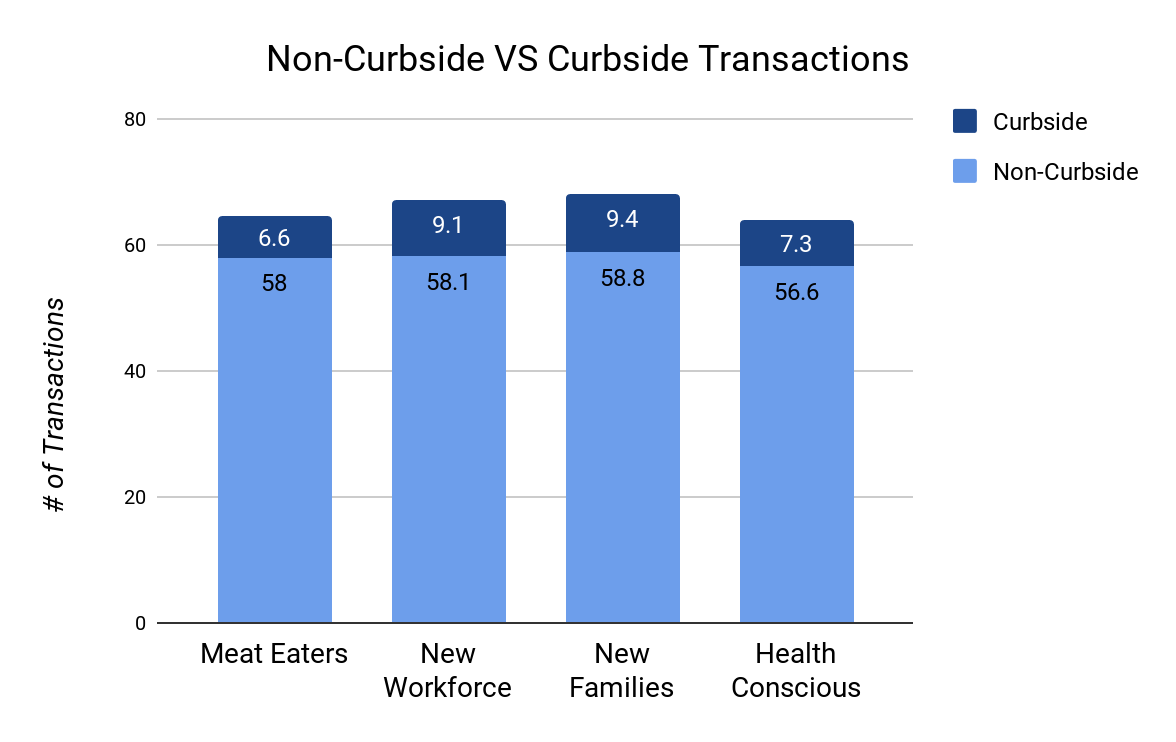 Non-Curbside VS Curbside Transactions
Curbside
Non-Curbside
# of Transactions
80
60
40
20
0
6.6
58
9.1
58.1
9.4
58.8
7.3
56.6
Meat Eaters
New
Workforce
New
Families
Health
Conscious